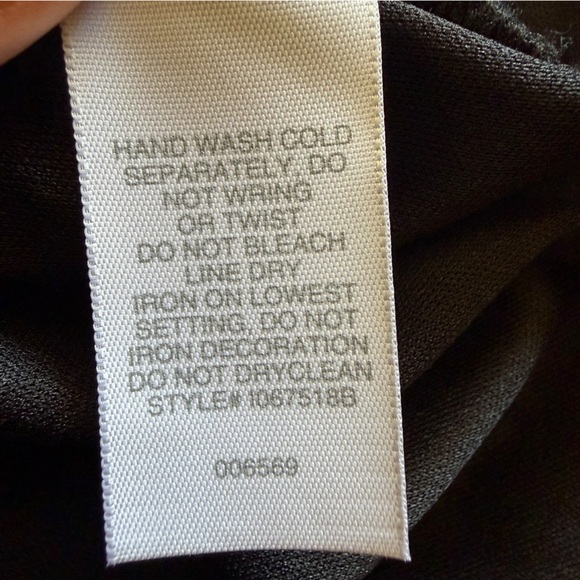 HAND WASH COLD
SEPARATELY. DO
NOT WRING
OR TWIST
DO NOT BLEACH
LINE DRY
IRON ON LOWEST
SETTING. DO NOT
IRON DECORATION
DO NOT DRYCLEAN
STYLE# I067518B
006569